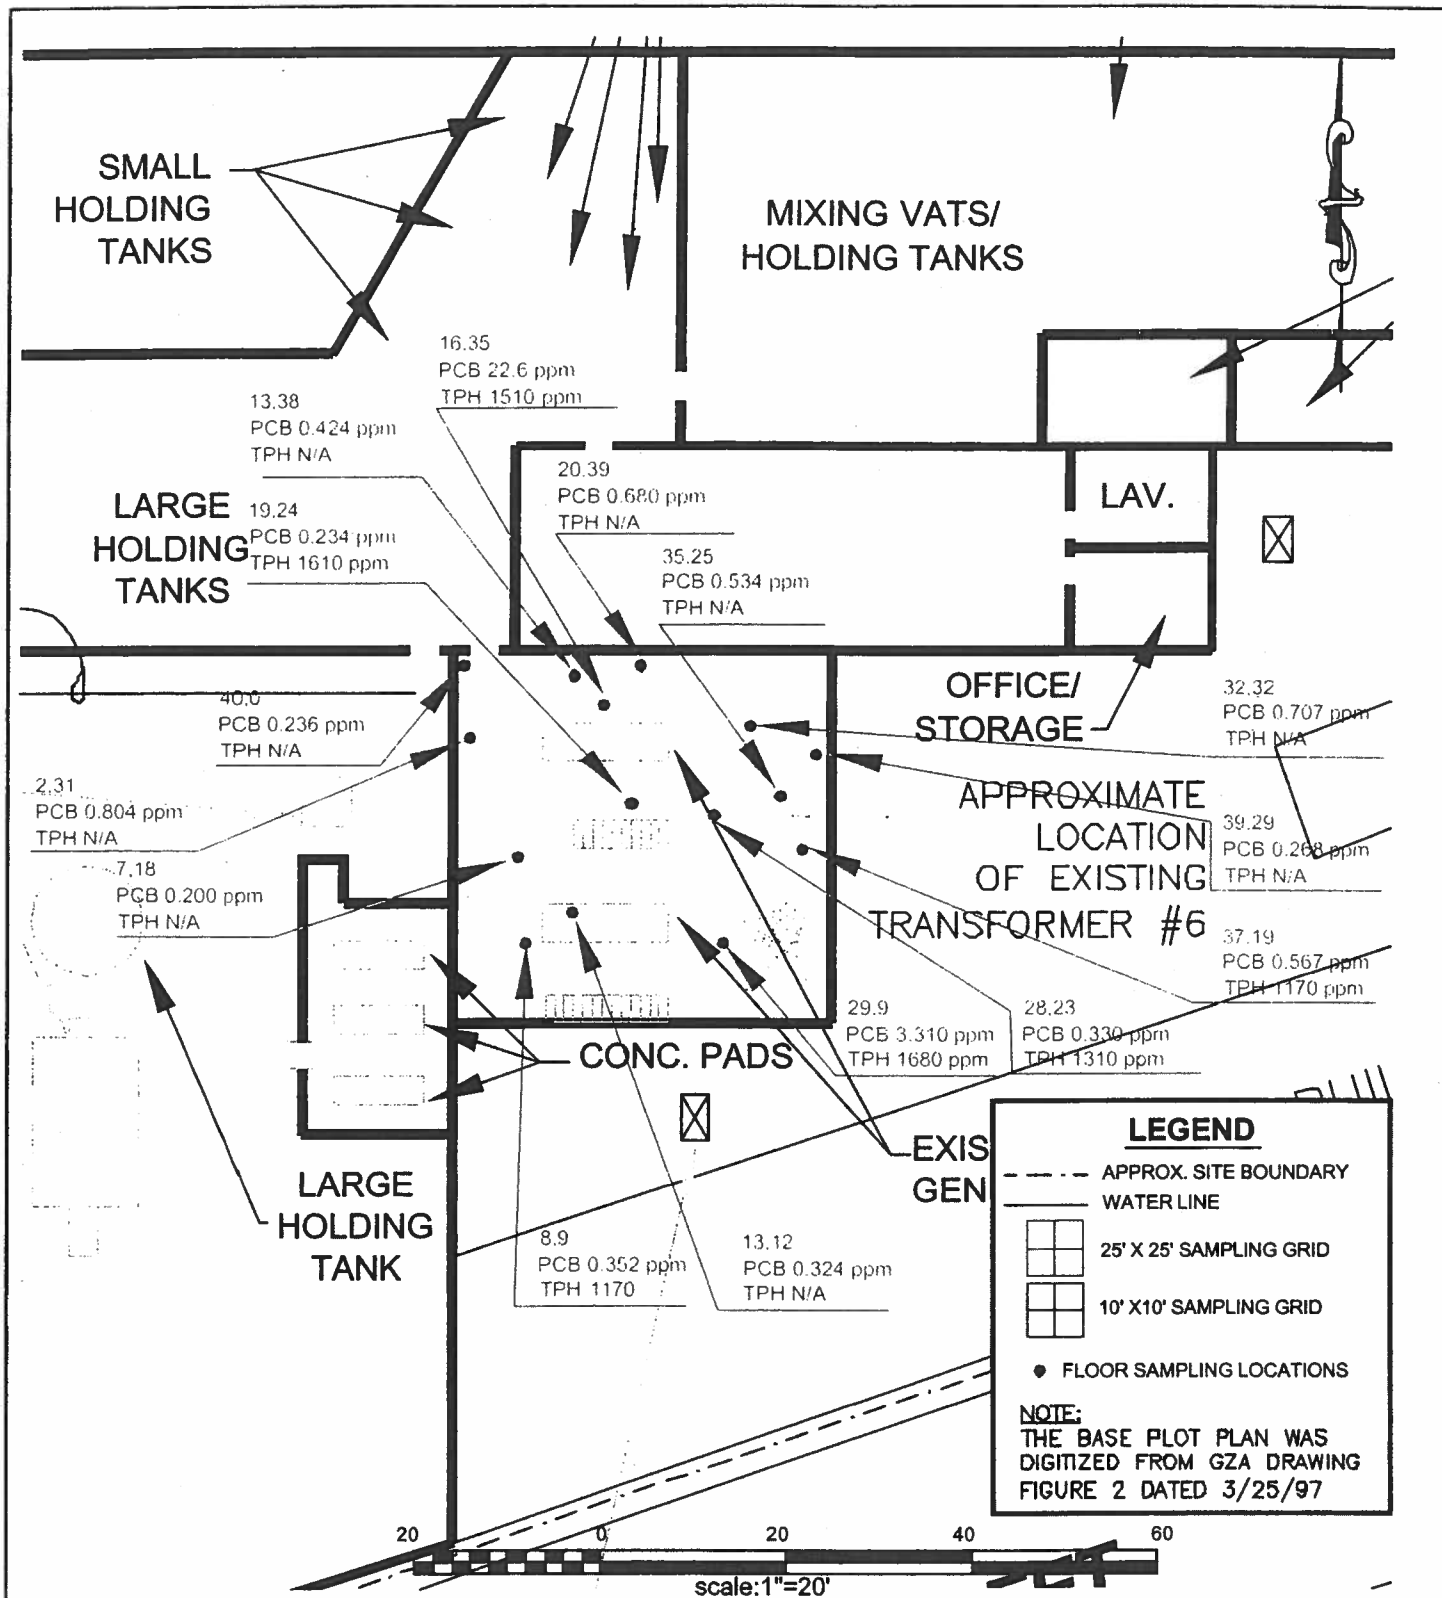 SMALL
HOLDING
TANKS
MIXING VATS/
HOLDING TANKS
16.35
PCB 22.6 ppm
TPH 1510 ppm
13,38
PCB 0.424 ppm
TPH N/A
20.39
PCB 0.680 ppm
TPH N/A
LARGE
HOLDING
TANKS
19.24
PCB 0.234 ppm
TPH 1610 ppm
35.25
PCB 0.534 ppm
TPH N/A
LAV.
OFFICE/
STORAGE
40,0
PCB 0.236 ppm
TPH N/A
32,32
PCB 0.707 ppm
TPH N/A
2,31
PCB 0.804 ppm
TPH N/A
APPROXIMATE
LOCATION
OF EXISTING
TRANSFORMER #6
39.29
PCB 0.268 ppm
TPH N/A
7,18
PCB 0.200 ppm
TPH N/A
37.19
PCB 0.567 ppm
TPH 1170 ppm
29.9
PCB 3.310 ppm
TPH 1680 ppm
28,23
PCB 0.330 ppm
TPH 1310 ppm
CONC. PADS
EXIS
GEN
LARGE
HOLDING
TANK
8.9
PCB 0.352 ppm
TPH 1170
13,12
PCB 0.324 ppm
TPH N/A
LEGEND
APPROX. SITE BOUNDARY
WATER LINE
25' X 25' SAMPLING GRID
10' X10' SAMPLING GRID
FLOOR SAMPLING LOCATIONS
NOTE:
THE BASE PLOT PLAN WAS
DIGITIZED FROM GZA DRAWING
FIGURE 2 DATED 3/25/97
20 0 20 40 60
scale:1"=20'